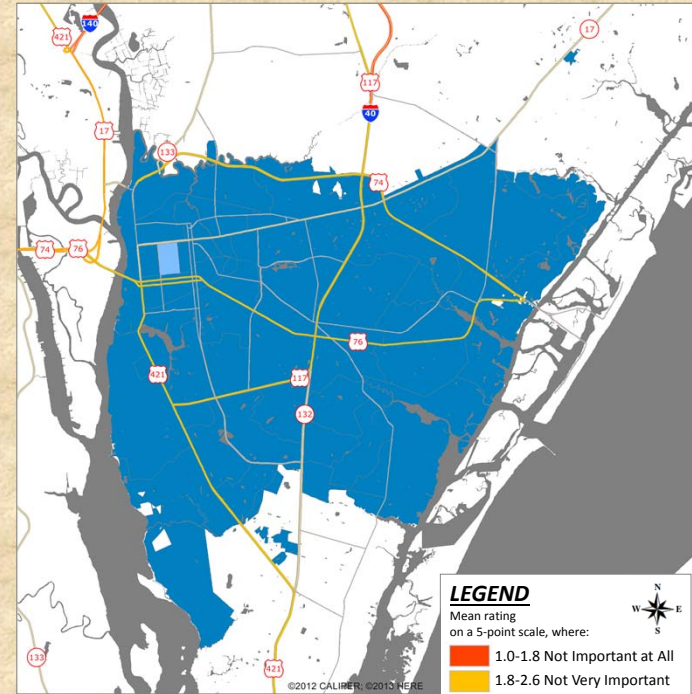 140
421
17
117
40
17
133
74
74
76
76
421
117
132
133
421
©2012 CALIPER; ©2013 HERE
LEGEND
Mean rating
on a 5-point scale, where:
N
W E
S
1.0-1.8 Not Important at All
1.8-2.6 Not Very Important